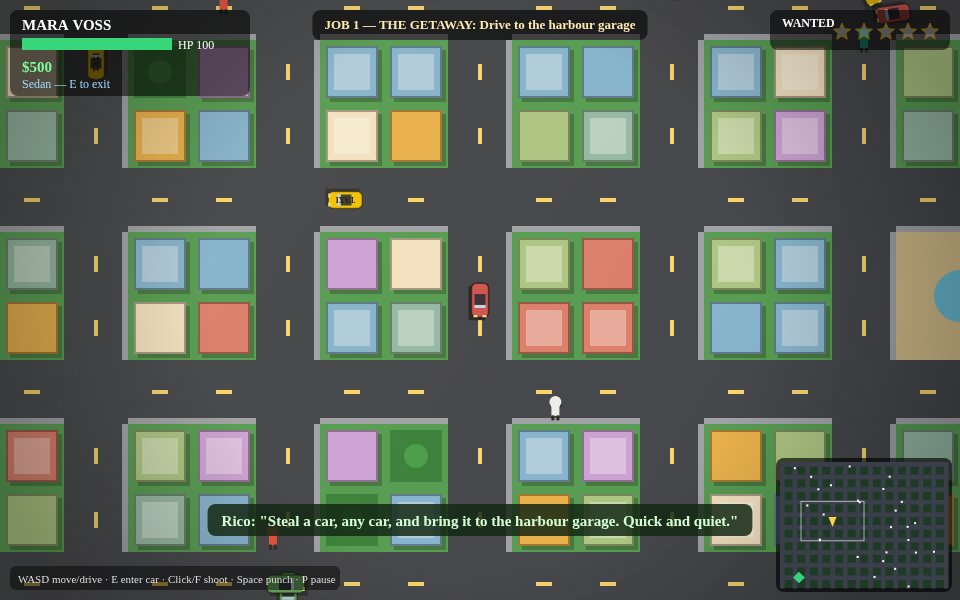 MARA VOSS
HP 100
$500
Sedan — E to exit
JOB 1 — THE GETAWAY: Drive to the harbour garage
WANTED
TAXI
Rico: "Steal a car, any car, and bring it to the harbour garage. Quick and quiet."
WASD move/drive · E enter car · Click/F shoot · Space punch · P pause